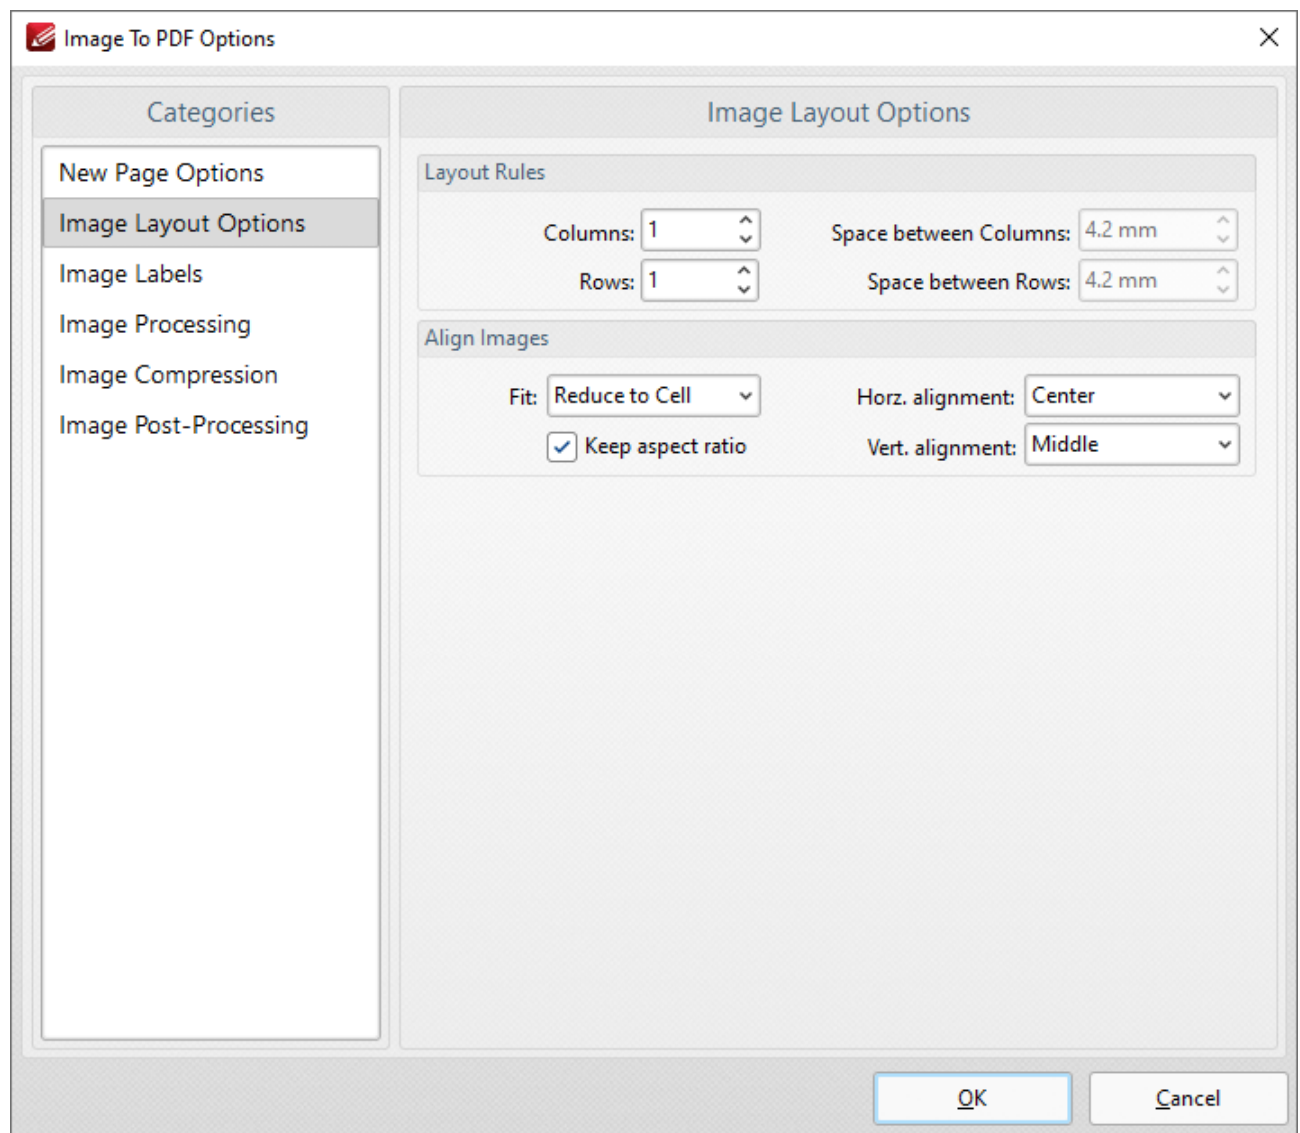 Image To PDF Options
Categories
New Page Options
Image Layout Options
Image Labels
Image Processing
Image Compression
Image Post-Processing
Image Layout Options
Layout Rules
Columns: 1 Space between Columns: 4.2 mm
Rows: 1 Space between Rows: 4.2 mm
Align Images
Fit: Reduce to Cell Horz. alignment: Center
Keep aspect ratio Vert. alignment: Middle
OK Cancel